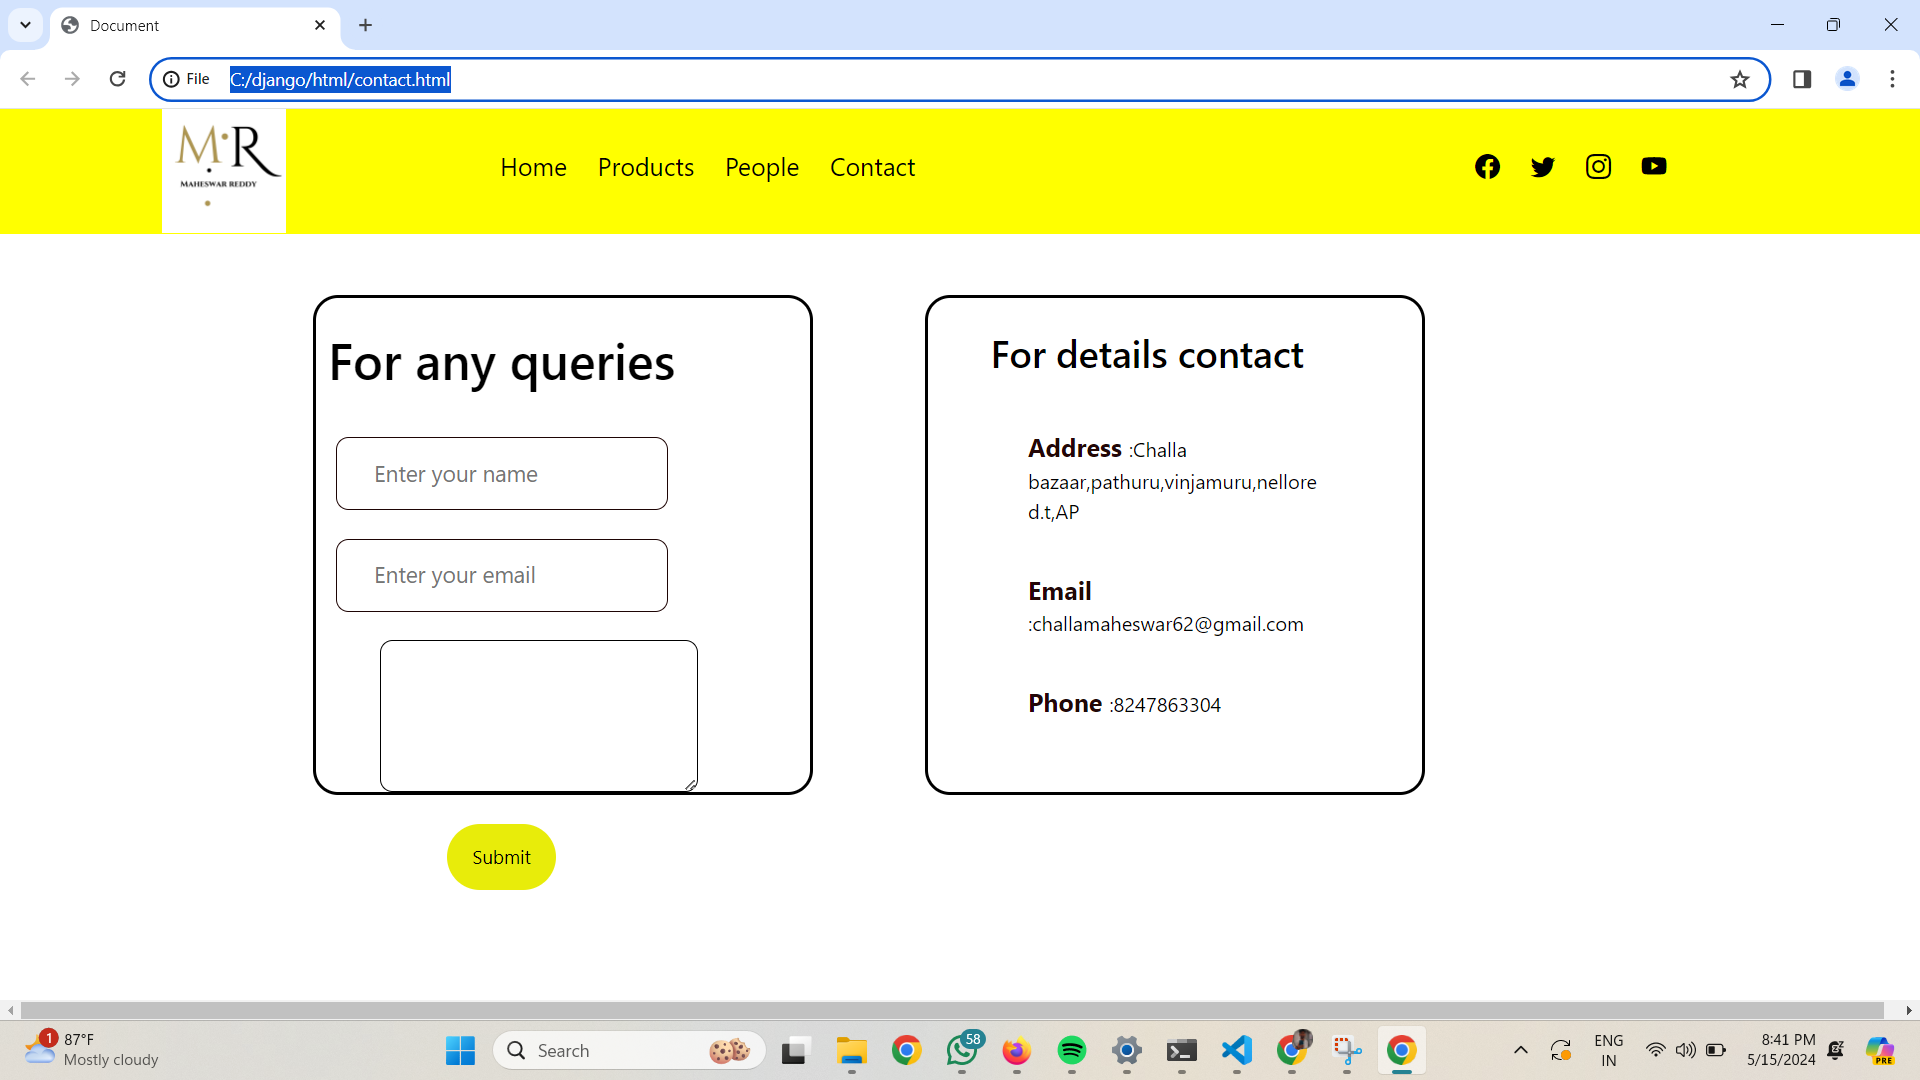 Document
File
C:/django/html/contact.html
M R
MAHESWAR REDDY
Home
Products
People
Contact
For any queries
Enter your name
Enter your email
Submit
For details contact
Address :Challa
bazaar,pathuru,vinjamuru,nellore
d.t,AP
Email
:challamaheswar62@gmail.com
Phone :8247863304
1
87°F
Mostly cloudy
Search
58
ENG
IN
8:41 PM
5/15/2024
PRE